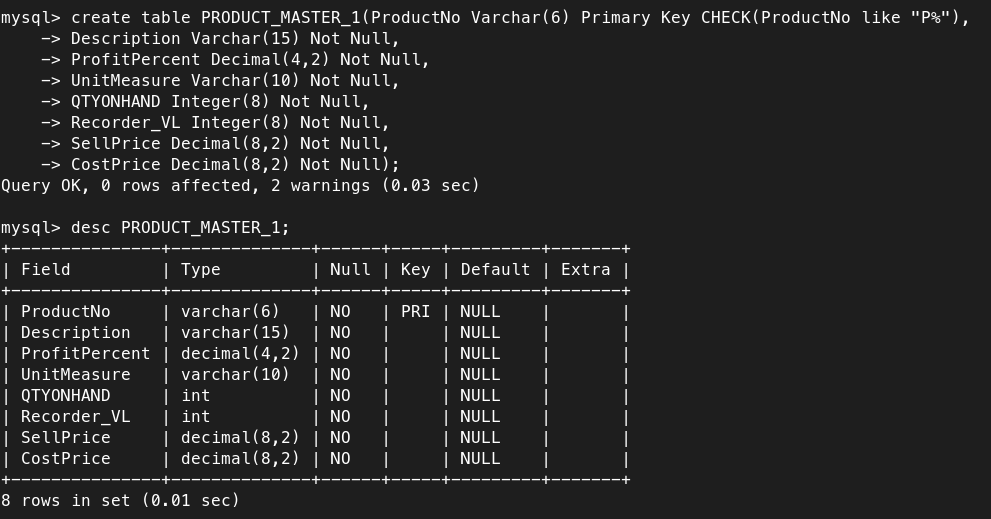 mysql> create table PRODUCT_MASTER_1(ProductNo Varchar(6) Primary Key CHECK(ProductNo like "P%"),
    -> Description Varchar(15) Not Null,
    -> ProfitPercent Decimal(4,2) Not Null,
    -> UnitMeasure Varchar(10) Not Null,
    -> QTYONHAND Integer(8) Not Null,
    -> Recorder_VL Integer(8) Not Null,
    -> SellPrice Decimal(8,2) Not Null,
    -> CostPrice Decimal(8,2) Not Null);
Query OK, 0 rows affected, 2 warnings (0.03 sec)

mysql> desc PRODUCT_MASTER_1;
+---------------+--------------+------+-----+---------+-------+
| Field         | Type         | Null | Key | Default | Extra |
+---------------+--------------+------+-----+---------+-------+
| ProductNo     | varchar(6)   | NO   | PRI | NULL    |       |
| Description   | varchar(15)  | NO   |     | NULL    |       |
| ProfitPercent | decimal(4,2) | NO   |     | NULL    |       |
| UnitMeasure   | varchar(10)  | NO   |     | NULL    |       |
| QTYONHAND     | int          | NO   |     | NULL    |       |
| Recorder_VL   | int          | NO   |     | NULL    |       |
| SellPrice     | decimal(8,2) | NO   |     | NULL    |       |
| CostPrice     | decimal(8,2) | NO   |     | NULL    |       |
+---------------+--------------+------+-----+---------+-------+
8 rows in set (0.01 sec)